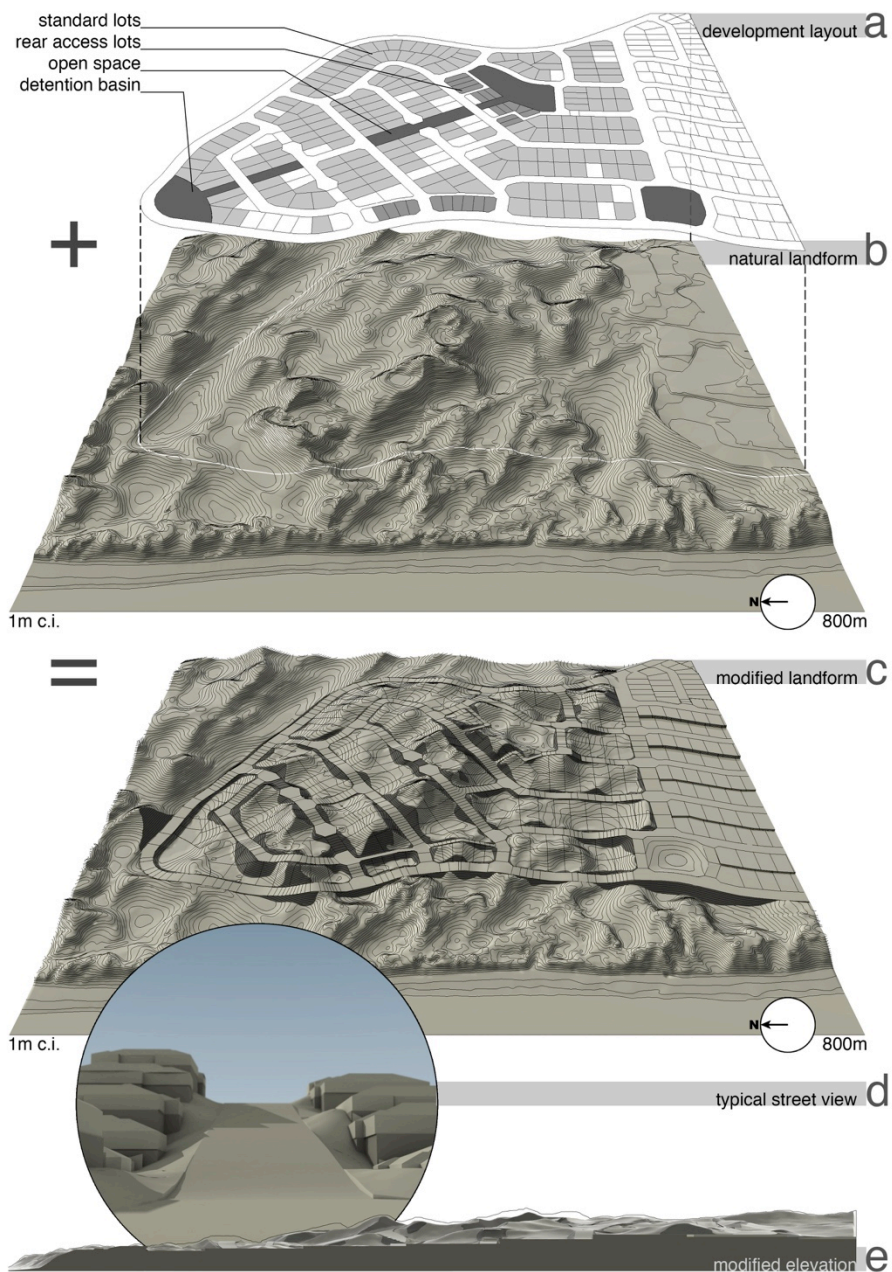 standard lots
rear access lots
open space
detention basin
development layout a
+
natural landform b
N
1m c.i. 800m
=
modified landform c
N
1m c.i. 800m
typical street view d
modified elevation e